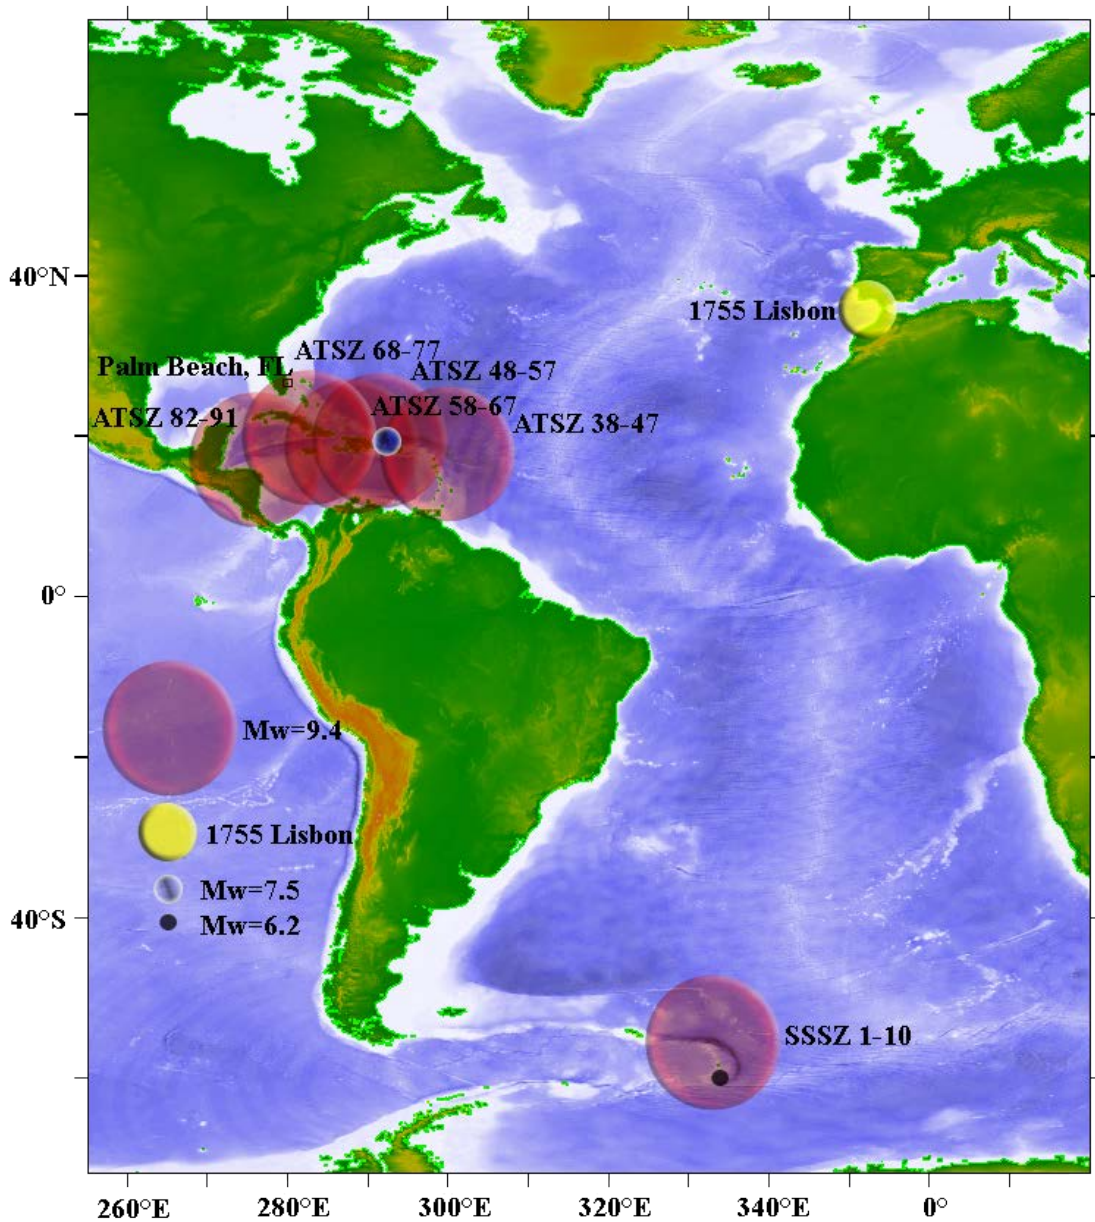 40°N
1755 Lisbon
ATSZ 68-77
Palm Beach, FL
ATSZ 48-57
ATSZ 58-67
ATSZ 82-91
ATSZ 38-47
0°
Mw=9.4
1755 Lisbon
Mw=7.5
40°S
Mw=6.2
SSSZ 1-10
260°E 280°E 300°E 320°E 340°E 0°